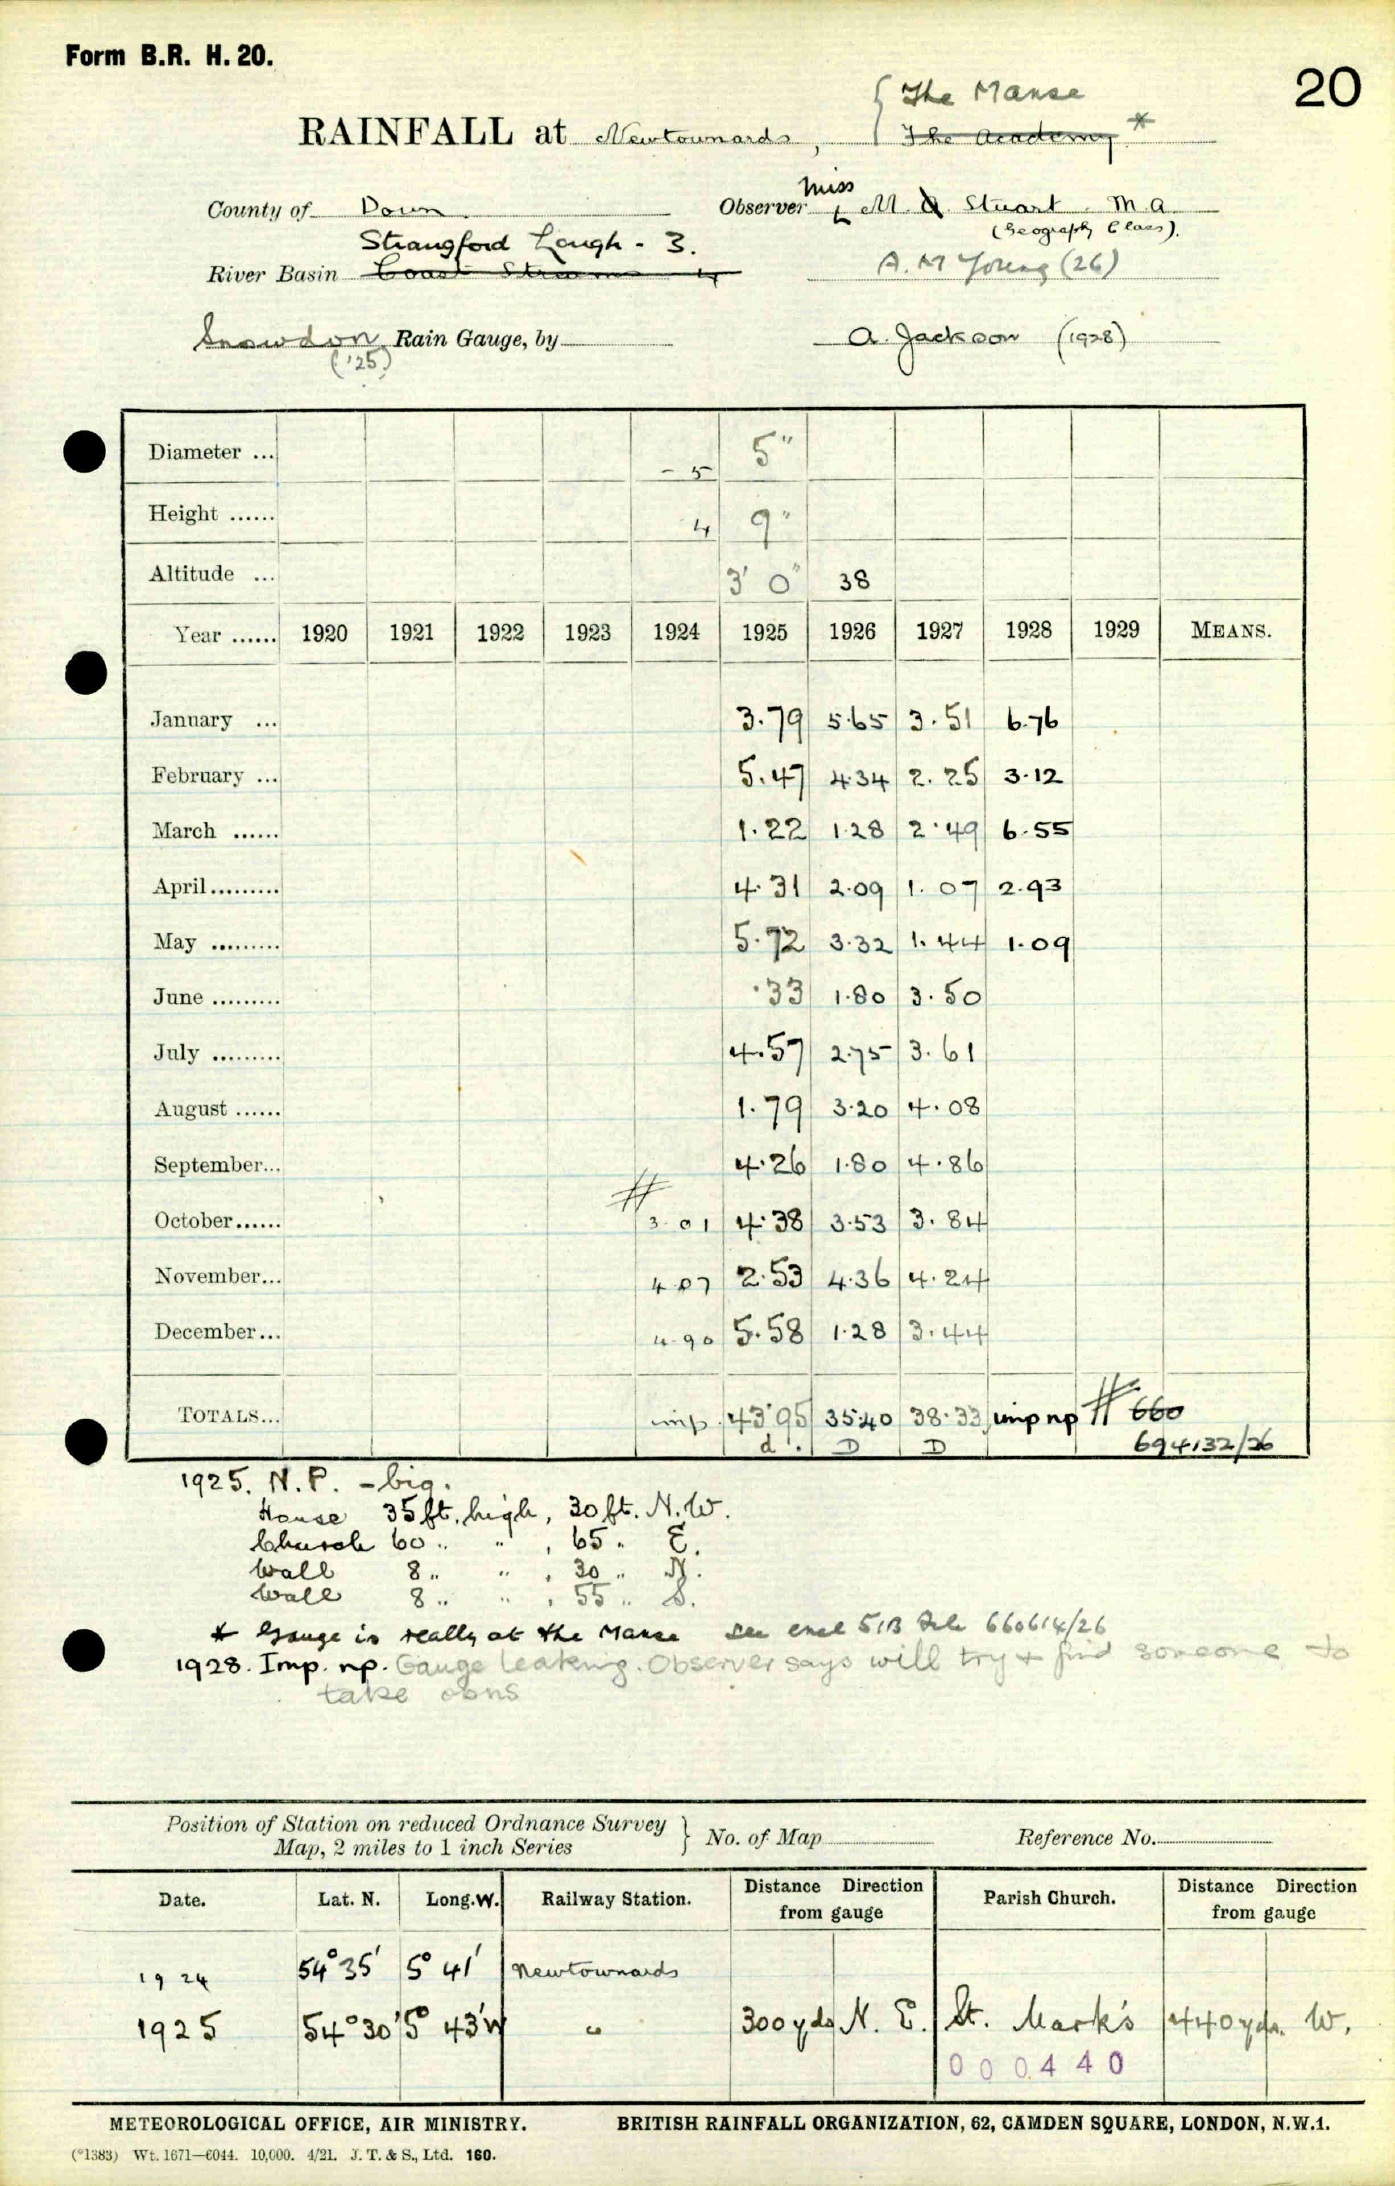 Form B.R. H. 20.
20
The Manse
RAINFALL at Newtownards, The Academy *
Miss
County of Down Observer M. A. Stuart M.A.
(Geography Class).
Strangford Lough - 3.
River Basin Coast Streams 4 A. M Young (26)
Snowdon Rain Gauge, by A. Jackson (1928)
('25)
Diameter ... - 5 5"
Height ...... 4 9"
Altitude ... 3' 0" 38
Year ...... 1920 1921 1922 1923 1924 1925 1926 1927 1928 1929 MEANS.
January ... 3.79 5.65 3.51 6.76
February ... 5.47 4.34 2.25 3.12
March ...... 1.22 1.28 2.49 6.55
April ......... 4.31 2.09 1.07 2.93
May ......... 5.72 3.32 1.44 1.09
June ......... .33 1.80 3.50
July ......... 4.57 2.75 3.61
August ...... 1.79 3.20 4.08
September... 4.26 1.80 4.86
#
October...... 3.01 4.38 3.53 3.84
November... 4.07 2.53 4.36 4.24
December... 4.90 5.58 1.28 3.44
TOTALS... imp. 43.95 35.40 38.33 imp np # 660
d. D D 694132/26
1925. N.P. - big.
House 35 ft. high, 30 ft. N.W.
Church 60 " " , 65 " E.
Wall 8 " " , 30 " N.
Wall 8 " " , 55 " S.
* Gauge is really at the Manse See encl 51B File 660614/26
1928. Imp. np. Gauge leaking. Observer says will try & find someone to
take obns
Position of Station on reduced Ordnance Survey
Map, 2 miles to 1 inch Series } No. of Map Reference No.
Date. Lat. N. Long. W. Railway Station. Distance Direction from gauge Parish Church. Distance Direction from gauge
1924 54° 35' 5° 41' Newtownards
1925 54° 30' 5° 43' W " 300 yds N. E. St. Mark's 440 yds. W.
000440
METEOROLOGICAL OFFICE, AIR MINISTRY. BRITISH RAINFALL ORGANIZATION, 62, CAMDEN SQUARE, LONDON, N.W.1.
(*1383) Wt. 1671—6044. 10,000. 4/21. J. T. & S., Ltd. 160.